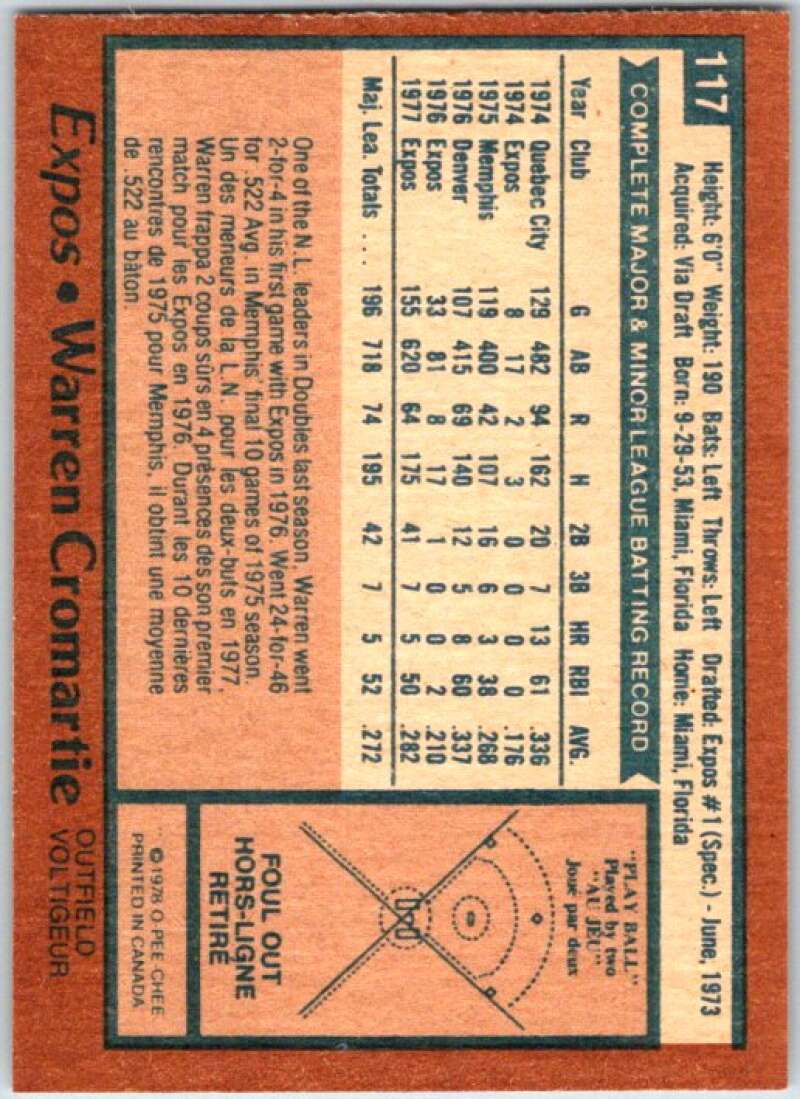 117
Height: 6'0" Weight: 190 Bats: Left Throws: Left Drafted: Expos #1 (Spec.) - June, 1973
Acquired: Via Draft Born: 9-29-53, Miami, Florida Home: Miami, Florida
COMPLETE MAJOR & MINOR LEAGUE BATTING RECORD
Year Club G AB R H 2B 3B HR RBI AVG.
1974 Quebec City 129 482 94 162 20 7 13 61 .336
1974 Expos 8 17 2 3 0 0 0 0 .176
1975 Memphis 119 400 42 107 16 6 3 38 .268
1976 Denver 107 415 69 140 12 5 8 60 .337
1976 Expos 33 81 8 17 1 0 0 2 .210
1977 Expos 155 620 64 175 41 7 5 50 .282
Maj. Lea. Totals .... 196 718 74 195 42 7 5 52 .272
One of the N.L. leaders in Doubles last season. Warren went
2-for-4 in his first game with Expos in 1976. Went 24-for-46
for .522 Avg. in Memphis' final 10 games of 1975 season.
Un des meneurs de la L.N. pour les deux-buts en 1977.
Warren frappa 2 coups sûrs en 4 présences dès son premier
match pour les Expos en 1976. Durant les 10 dernières
rencontres de 1975 pour Memphis, il obtint une moyenne
de .522 au bâton.
"PLAY BALL"
Played by two
"AU JEU"
Joué par deux
FOUL OUT
HORS-LIGNE
RETIRÉ
© 1978 O-PEE-CHEE
PRINTED IN CANADA
Expos • Warren Cromartie
OUTFIELD
VOLTIGEUR